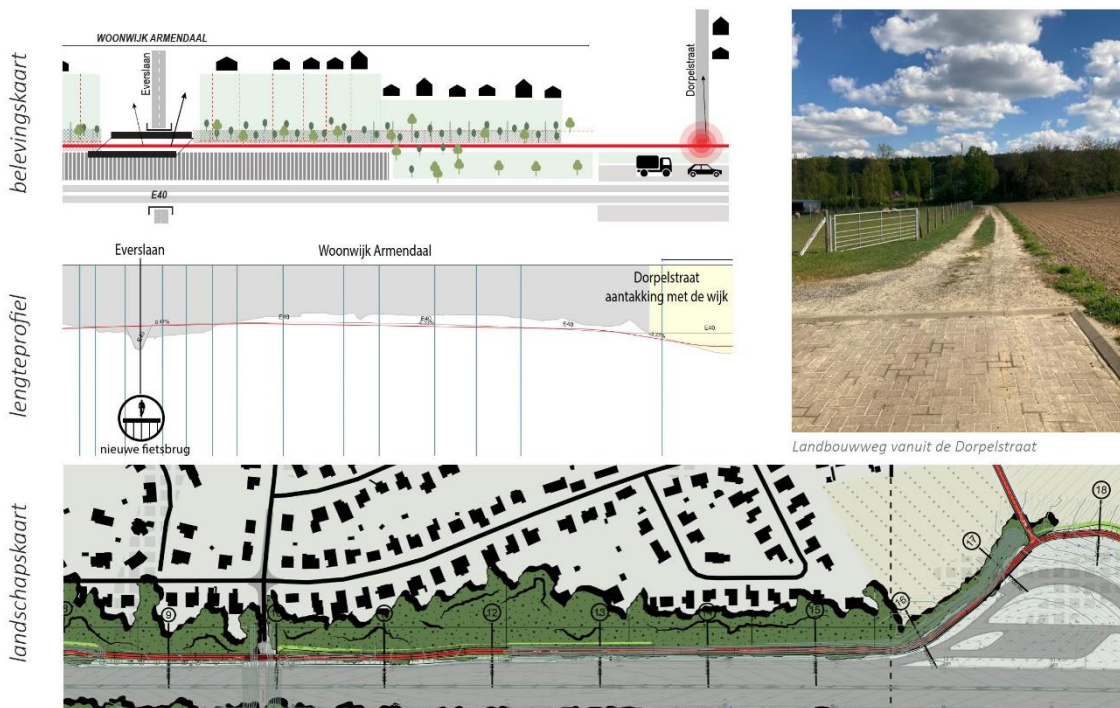 belevingskaart
WOONWIJK ARMENDAAL
Everslaan
Dorpelstraat
E40
lengteprofiel
Everslaan
Woonwijk Armendaal
Dorpelstraat
aantakking met de wijk
E40
E40
E40
E40
E40
nieuwe fietsbrug
Landbouwweg vanuit de Dorpelstraat
landschapskaart
9
12
13
15
16
17
18